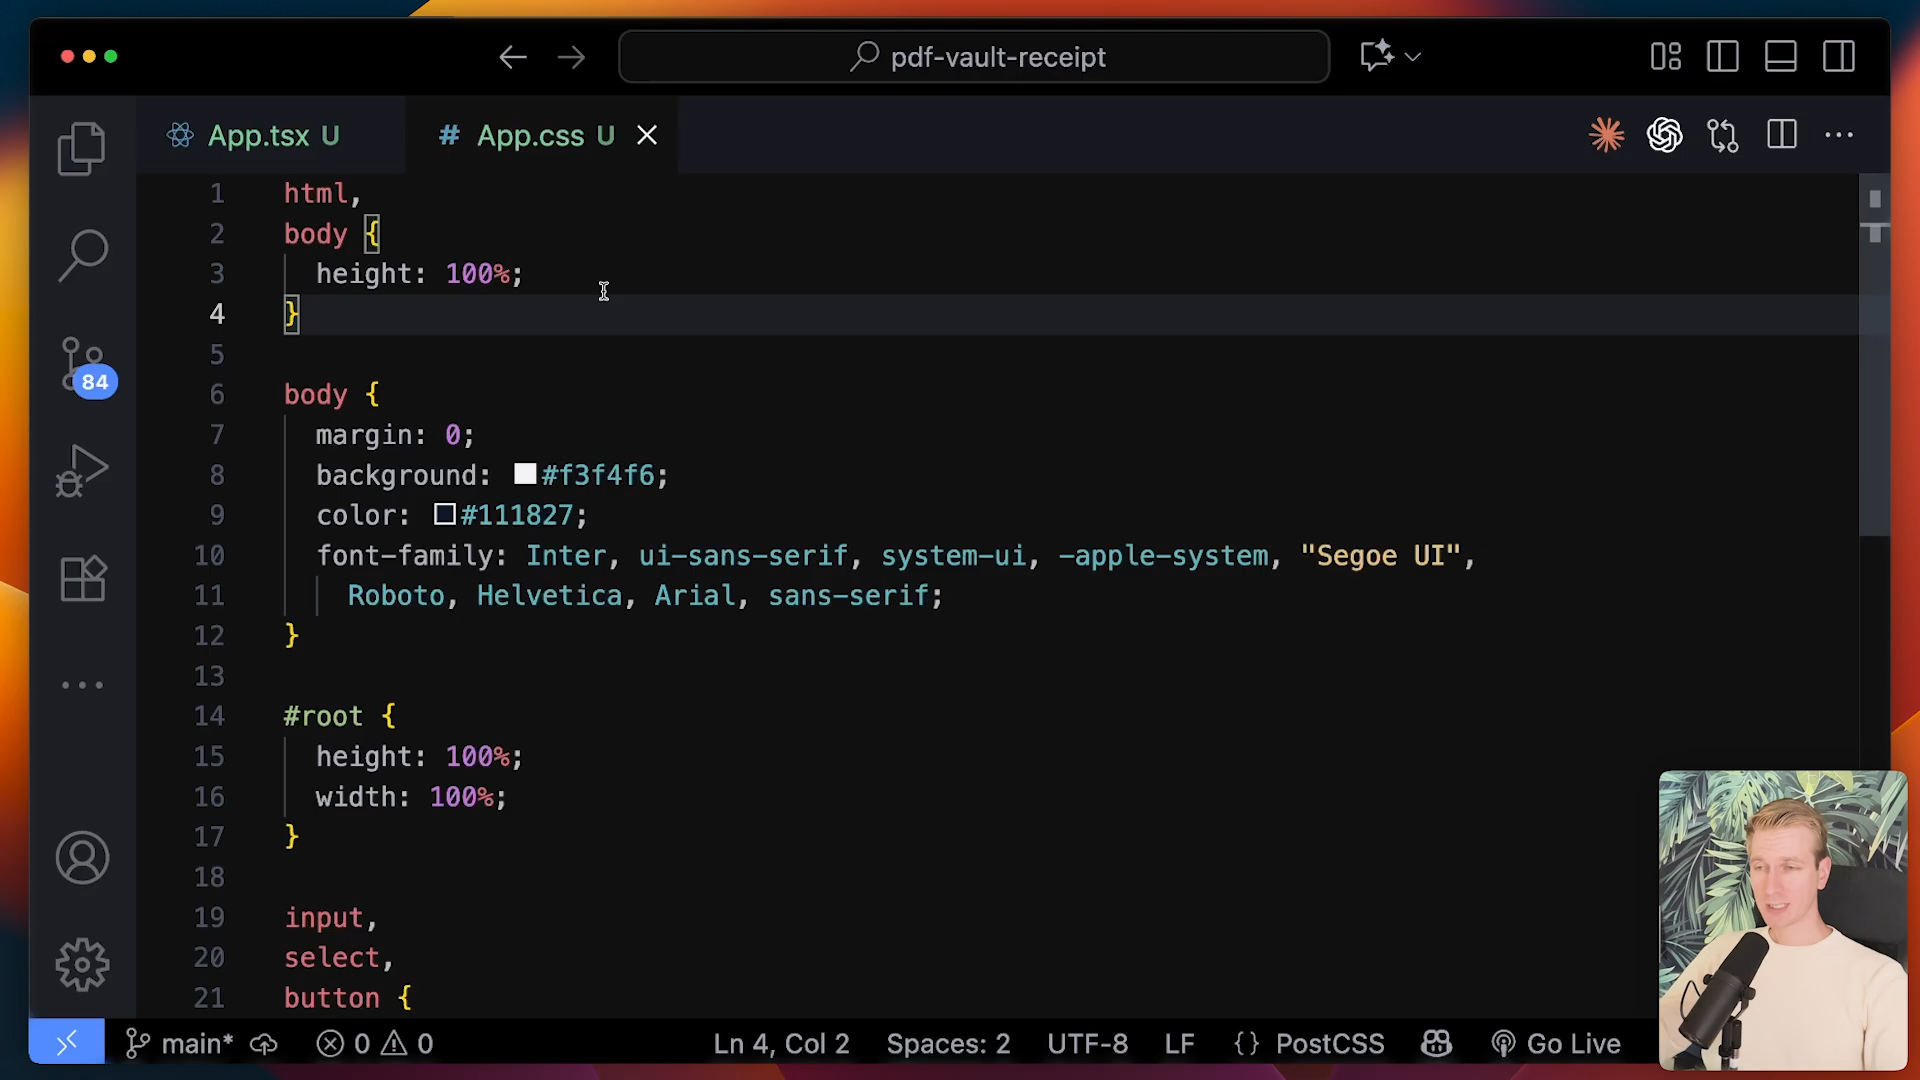 pdf-vault-receipt
App.tsx U
# App.css U
1 html,
2 body {
3 height: 100%;
4 }
5
6 body {
7 margin: 0;
8 background: #f3f4f6;
9 color: #111827;
10 font-family: Inter, ui-sans-serif, system-ui, -apple-system, "Segoe UI",
11 Roboto, Helvetica, Arial, sans-serif;
12 }
13
14 #root {
15 height: 100%;
16 width: 100%;
17 }
18
19 input,
20 select,
21 button {
84
main* 0 0 Ln 4, Col 2 Spaces: 2 UTF-8 LF {} PostCSS Go Live